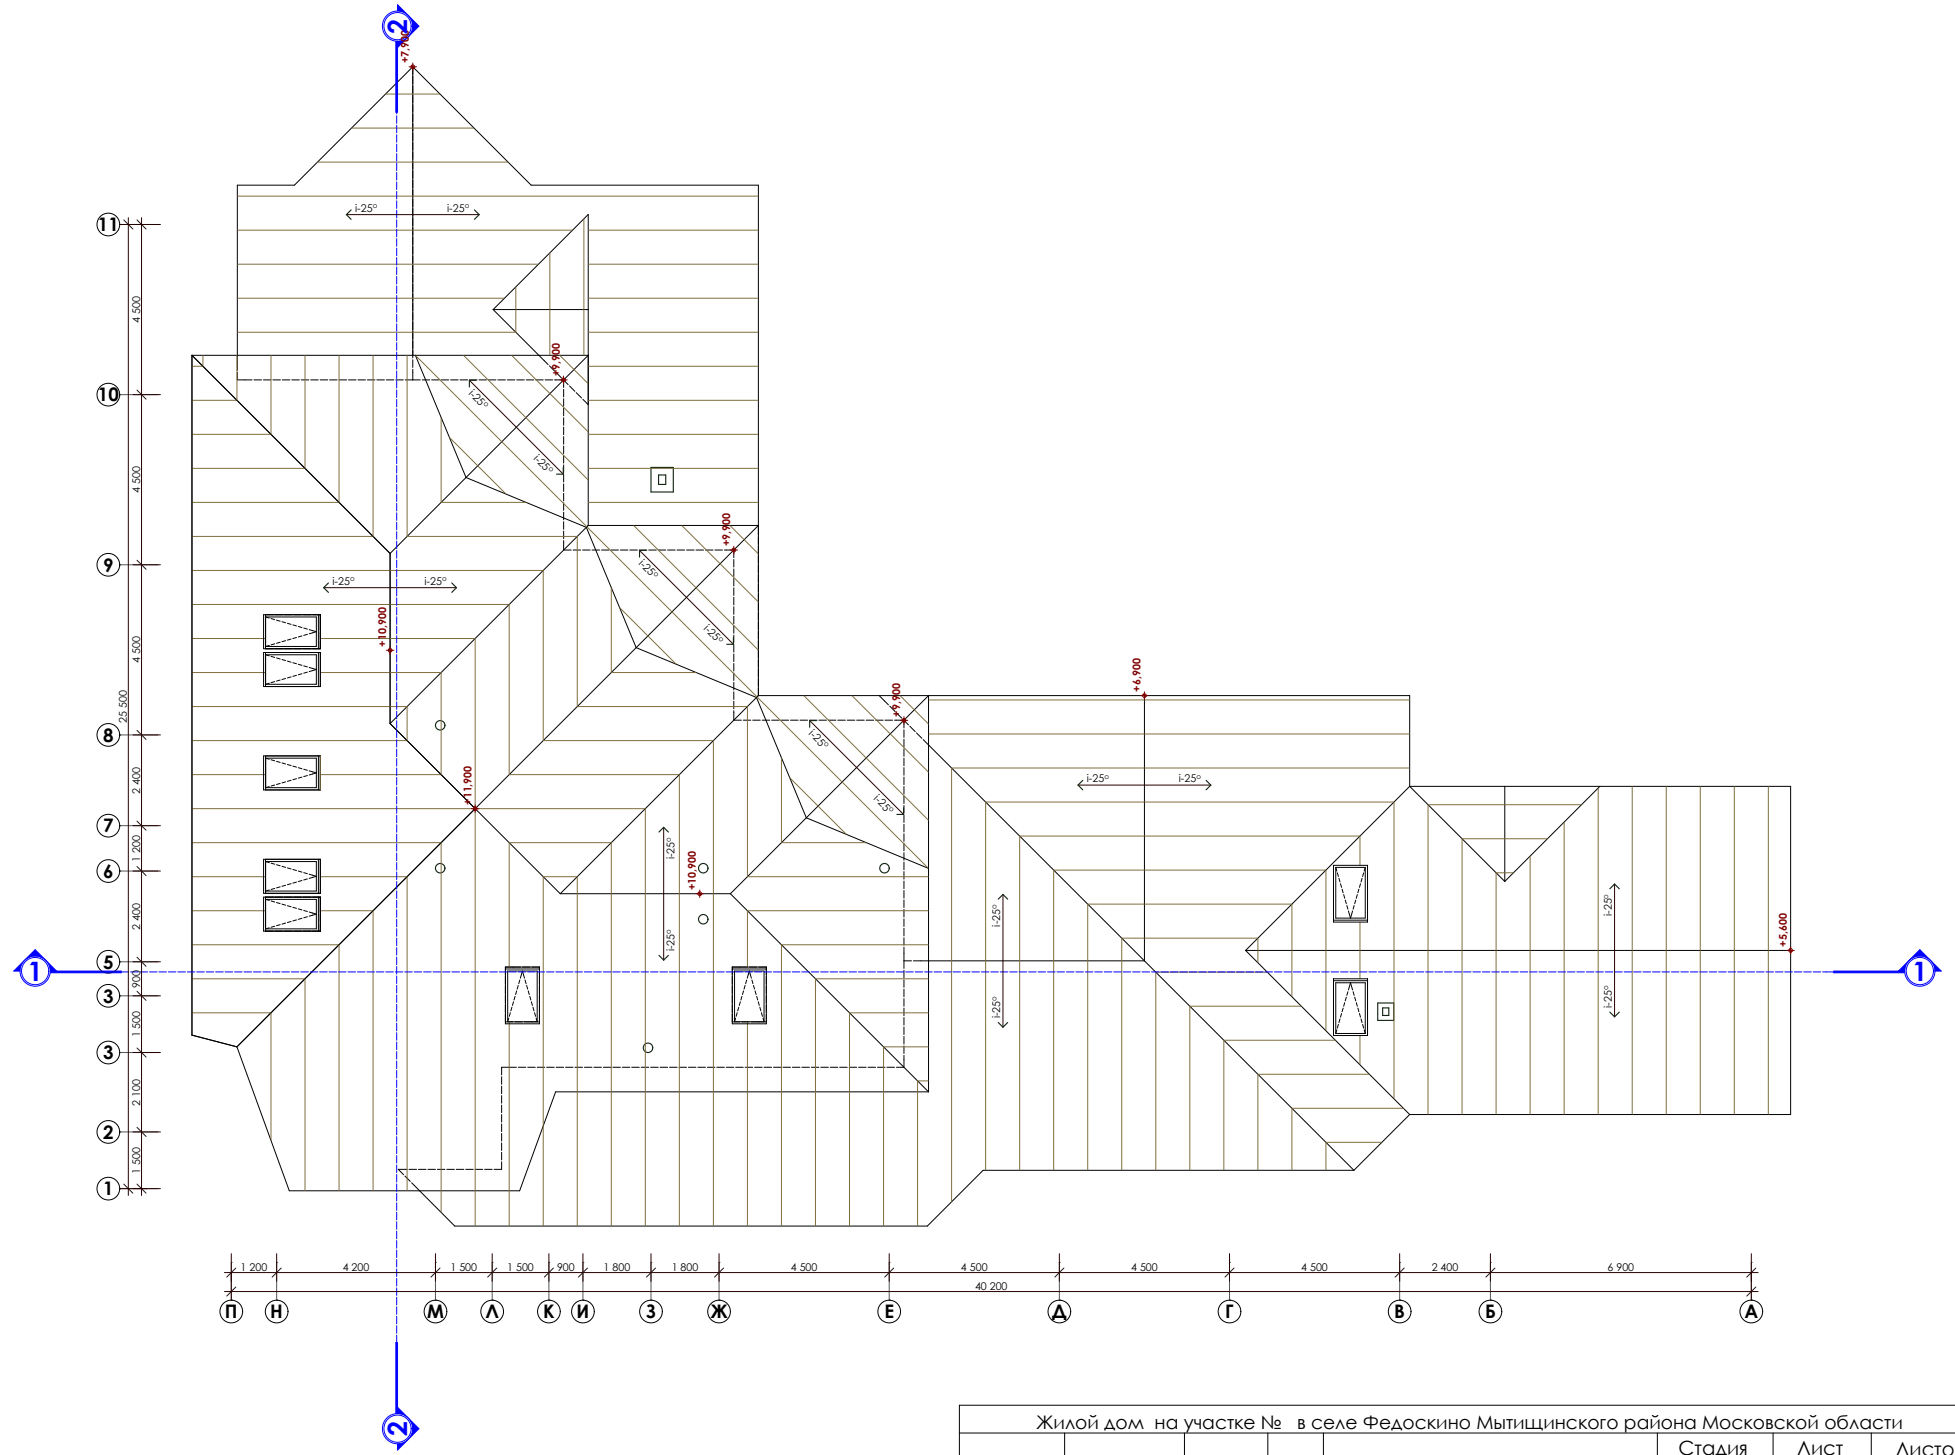 2
+7,900
11
i-25° i-25°
4 500
+9,900
10
i-25°
i-25°
4 500
+9,900
9
i-25° i-25°
i-25°
i-25°
+10,900
4 500
+6,900
+9,900
25 500
8
i-25°
i-25°
i-25° i-25°
+11,900
2 400
7
1 200
i-25°
+10,900
6
2 400
i-25°
i-25°
i-25°
+5,600
5
1
1
900
3
i-25°
i-25°
1 500
3
2 100
2
1 500
1
1 200 4 200 1 500 1 500 900 1 800 1 800 4 500 4 500 4 500 4 500 2 400 6 900
40 200
П Н М Л К И З Ж Е Д Г В Б А
2
Жилой дом на участке № в селе Федоскино Мытищинского района Московской области
Стадия Лист Листо